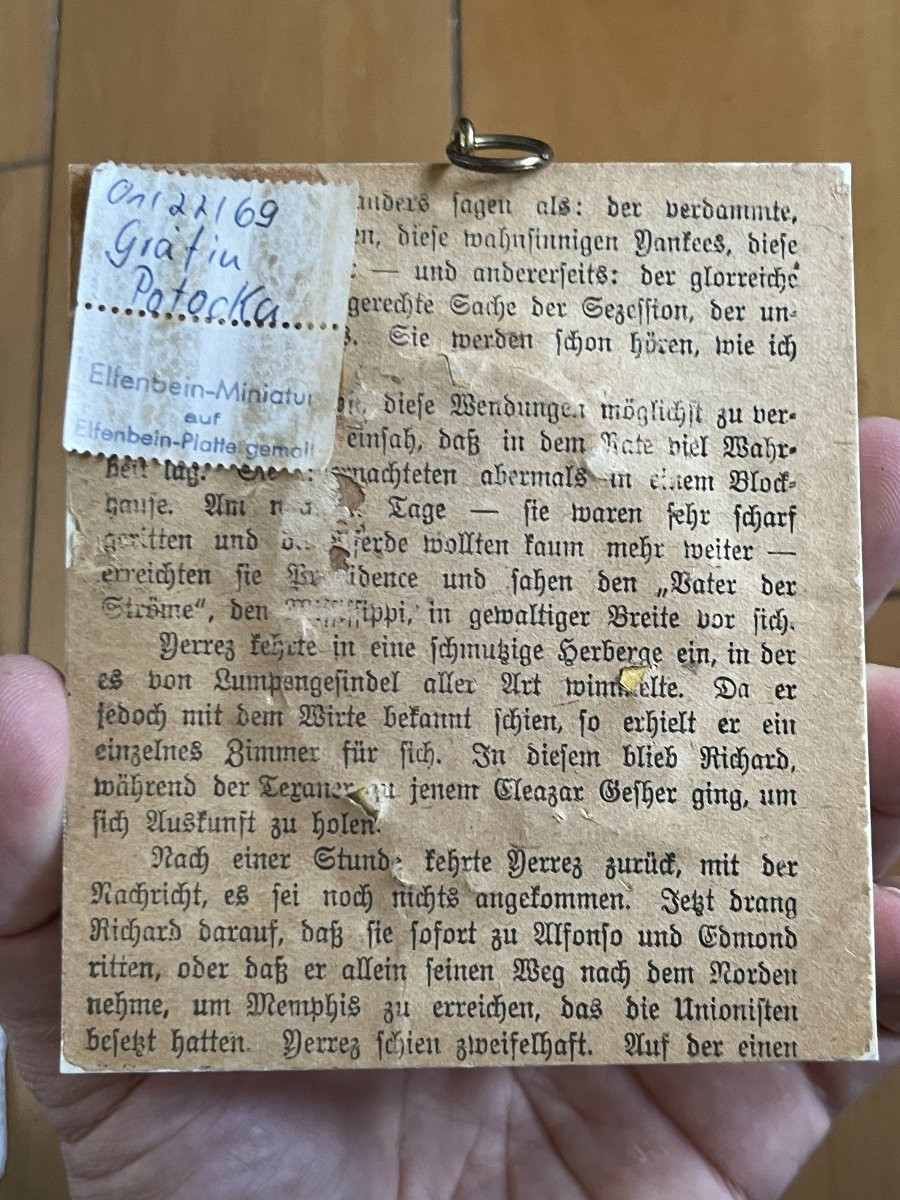 On/22/69
Gräfin
Potocka
Elfenbein-Miniatur
auf
Elfenbein-Platte gemalt
anders sagen als: der verdammte,
diese wahnsinnigen Yankees, diese
— und andererseits: der glorreiche
gerechte Sache der Sezession, der un-
Sie werden schon hören, wie ich
diese Wendungen möglichst zu ver-
einsah, daß in dem Rate viel Wahr-
heit lag. Sie übernachteten abermals in einem Block-
hause. Am Tage — sie waren sehr scharf
geritten und die Pferde wollten kaum mehr weiter —
erreichten sie Providence und sahen den „Vater der
Ströme“, den Mississippi, in gewaltiger Breite vor sich.
Yerrez kehrte in eine schmutzige Herberge ein, in der
es von Lumpengesindel aller Art wimmelte. Da er
jedoch mit dem Wirte bekannt schien, so erhielt er ein
einzelnes Zimmer für sich. In diesem blieb Richard,
während der Texaner zu jenem Eleazar Gesher ging, um
sich Auskunft zu holen.
Nach einer Stunde kehrte Yerrez zurück, mit der
Nachricht, es sei noch nichts angekommen. Jetzt drang
Richard darauf, daß sie sofort zu Alfonso und Edmond
ritten, oder daß er allein seinen Weg nach dem Norden
nehme, um Memphis zu erreichen, das die Unionisten
besetzt hatten. Yerrez schien zweifelhaft. Auf der einen